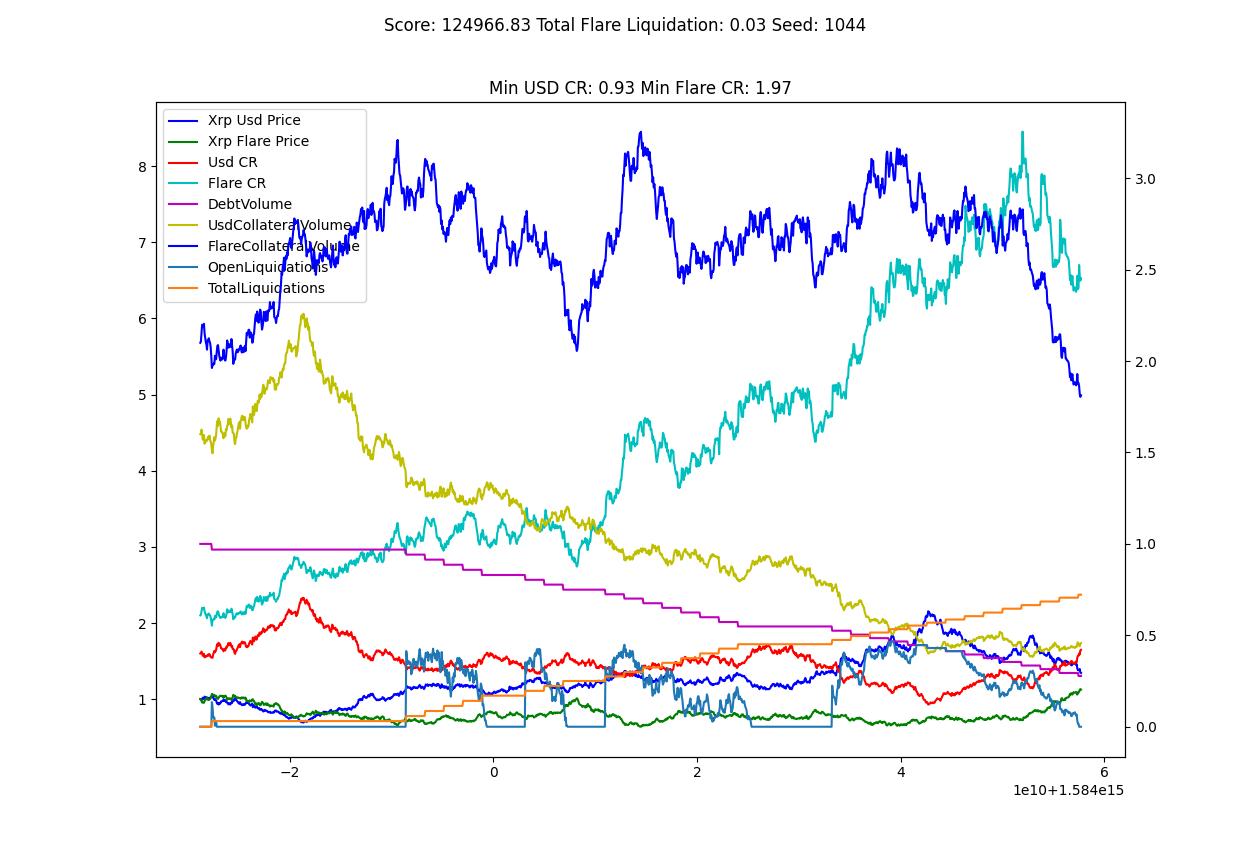 Score: 124966.83 Total Flare Liquidation: 0.03 Seed: 1044
Min USD CR: 0.93 Min Flare CR: 1.97
Xrp Usd Price
Xrp Flare Price
Usd CR
Flare CR
DebtVolume
UsdCollateralVolume
FlareCollateralVolume
OpenLiquidations
TotalLiquidations
8
7
6
5
4
3
2
1
3.0
2.5
2.0
1.5
1.0
0.5
0.0
−2
0
2
4
6
1e10+1.584e15